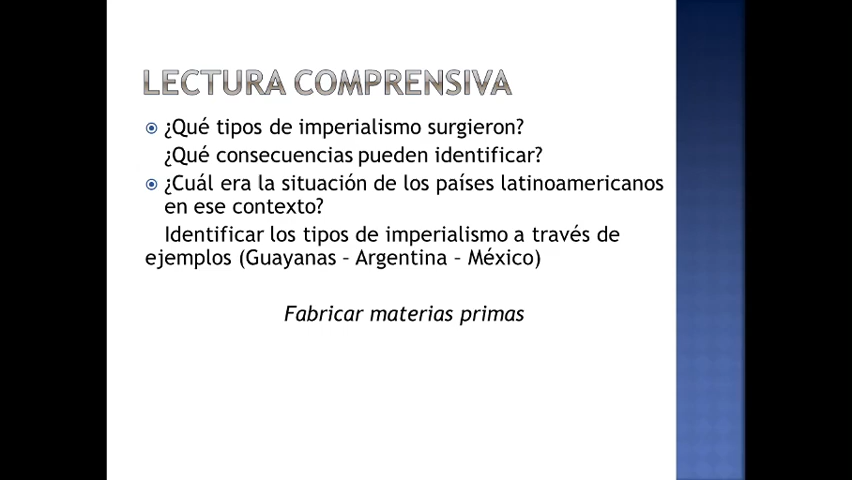 LECTURA COMPRENSIVA
¿Qué tipos de imperialismo surgieron?
¿Qué consecuencias pueden identificar?
¿Cuál era la situación de los países latinoamericanos
en ese contexto?
Identificar los tipos de imperialismo a través de
ejemplos (Guayanas – Argentina – México)
Fabricar materias primas